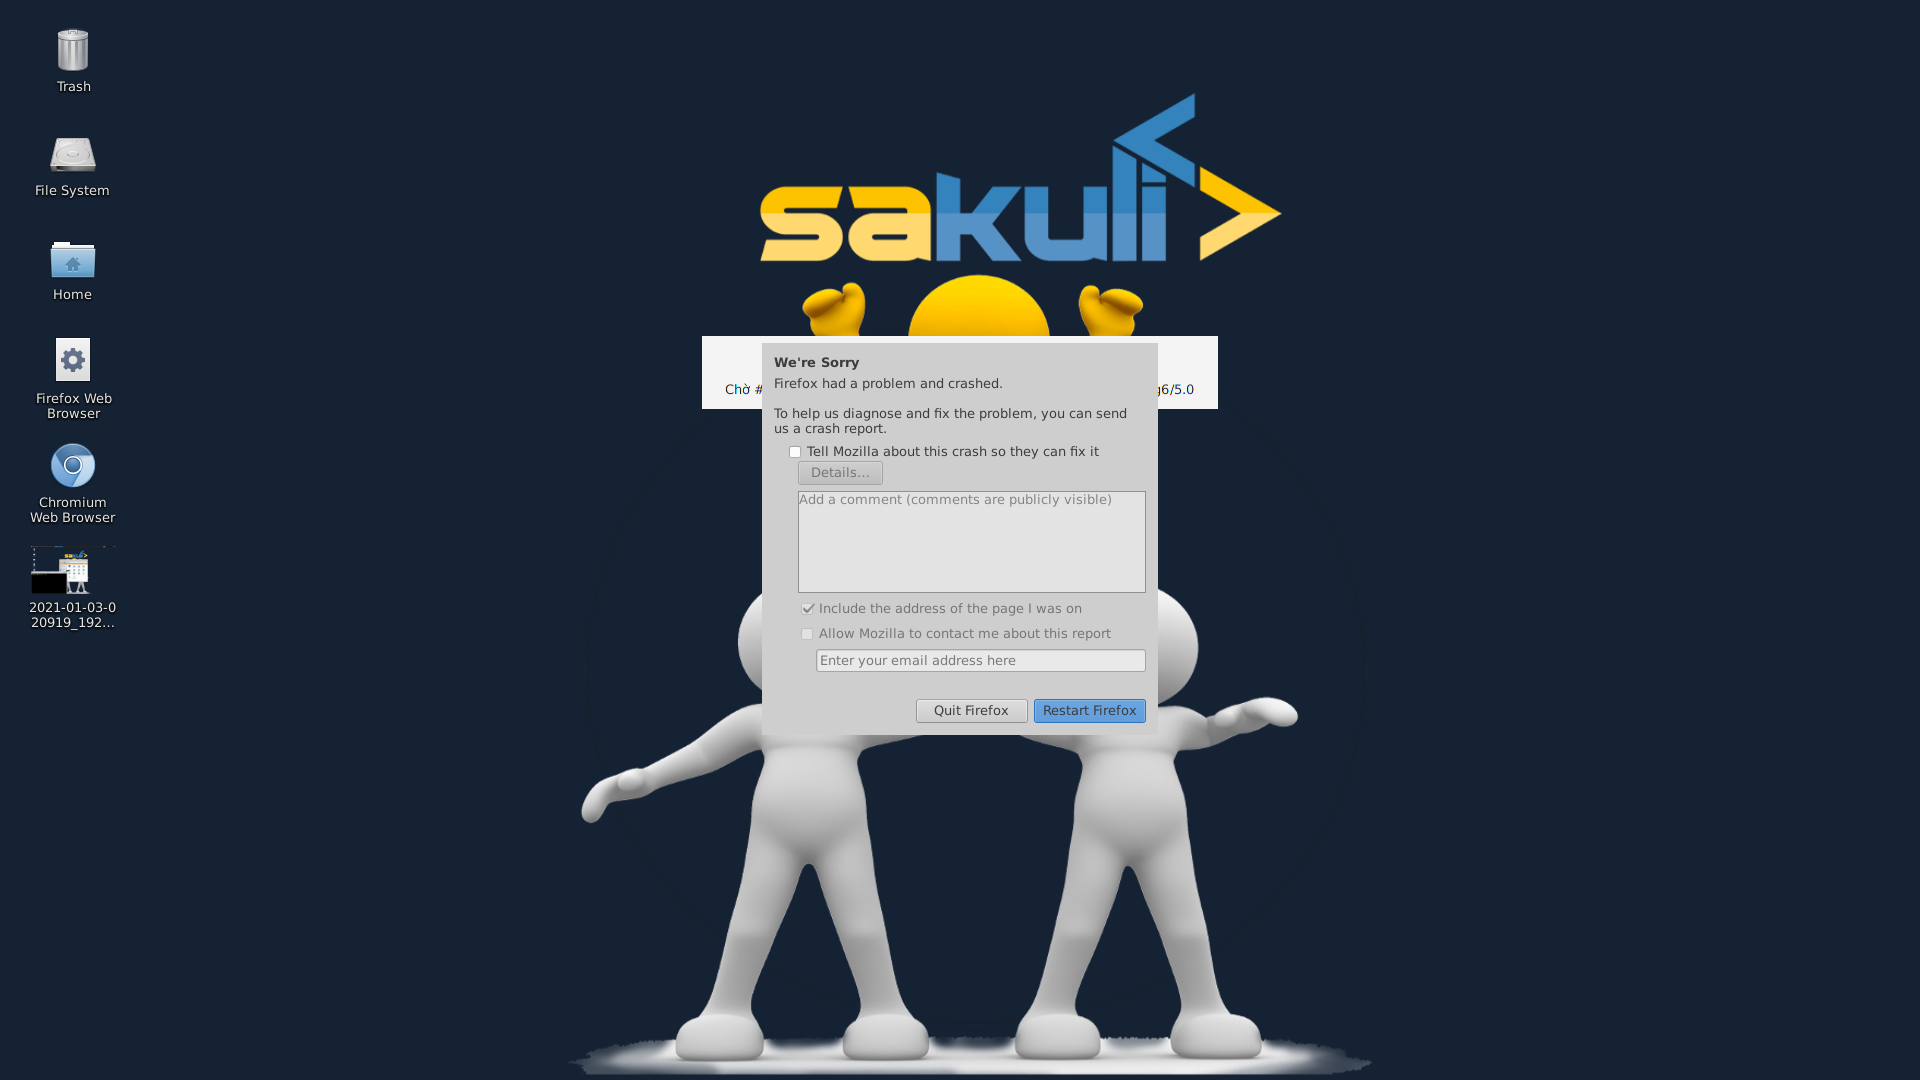 Trash
File System
Home
Firefox Web
Browser
Chromium
Web Browser
2021-01-03-0
20919_192...
sakuli
Chờ #
6/5.0
We're Sorry
Firefox had a problem and crashed.
To help us diagnose and fix the problem, you can send
us a crash report.
Tell Mozilla about this crash so they can fix it
Details...
Add a comment (comments are publicly visible)
Include the address of the page I was on
Allow Mozilla to contact me about this report
Enter your email address here
Quit Firefox
Restart Firefox